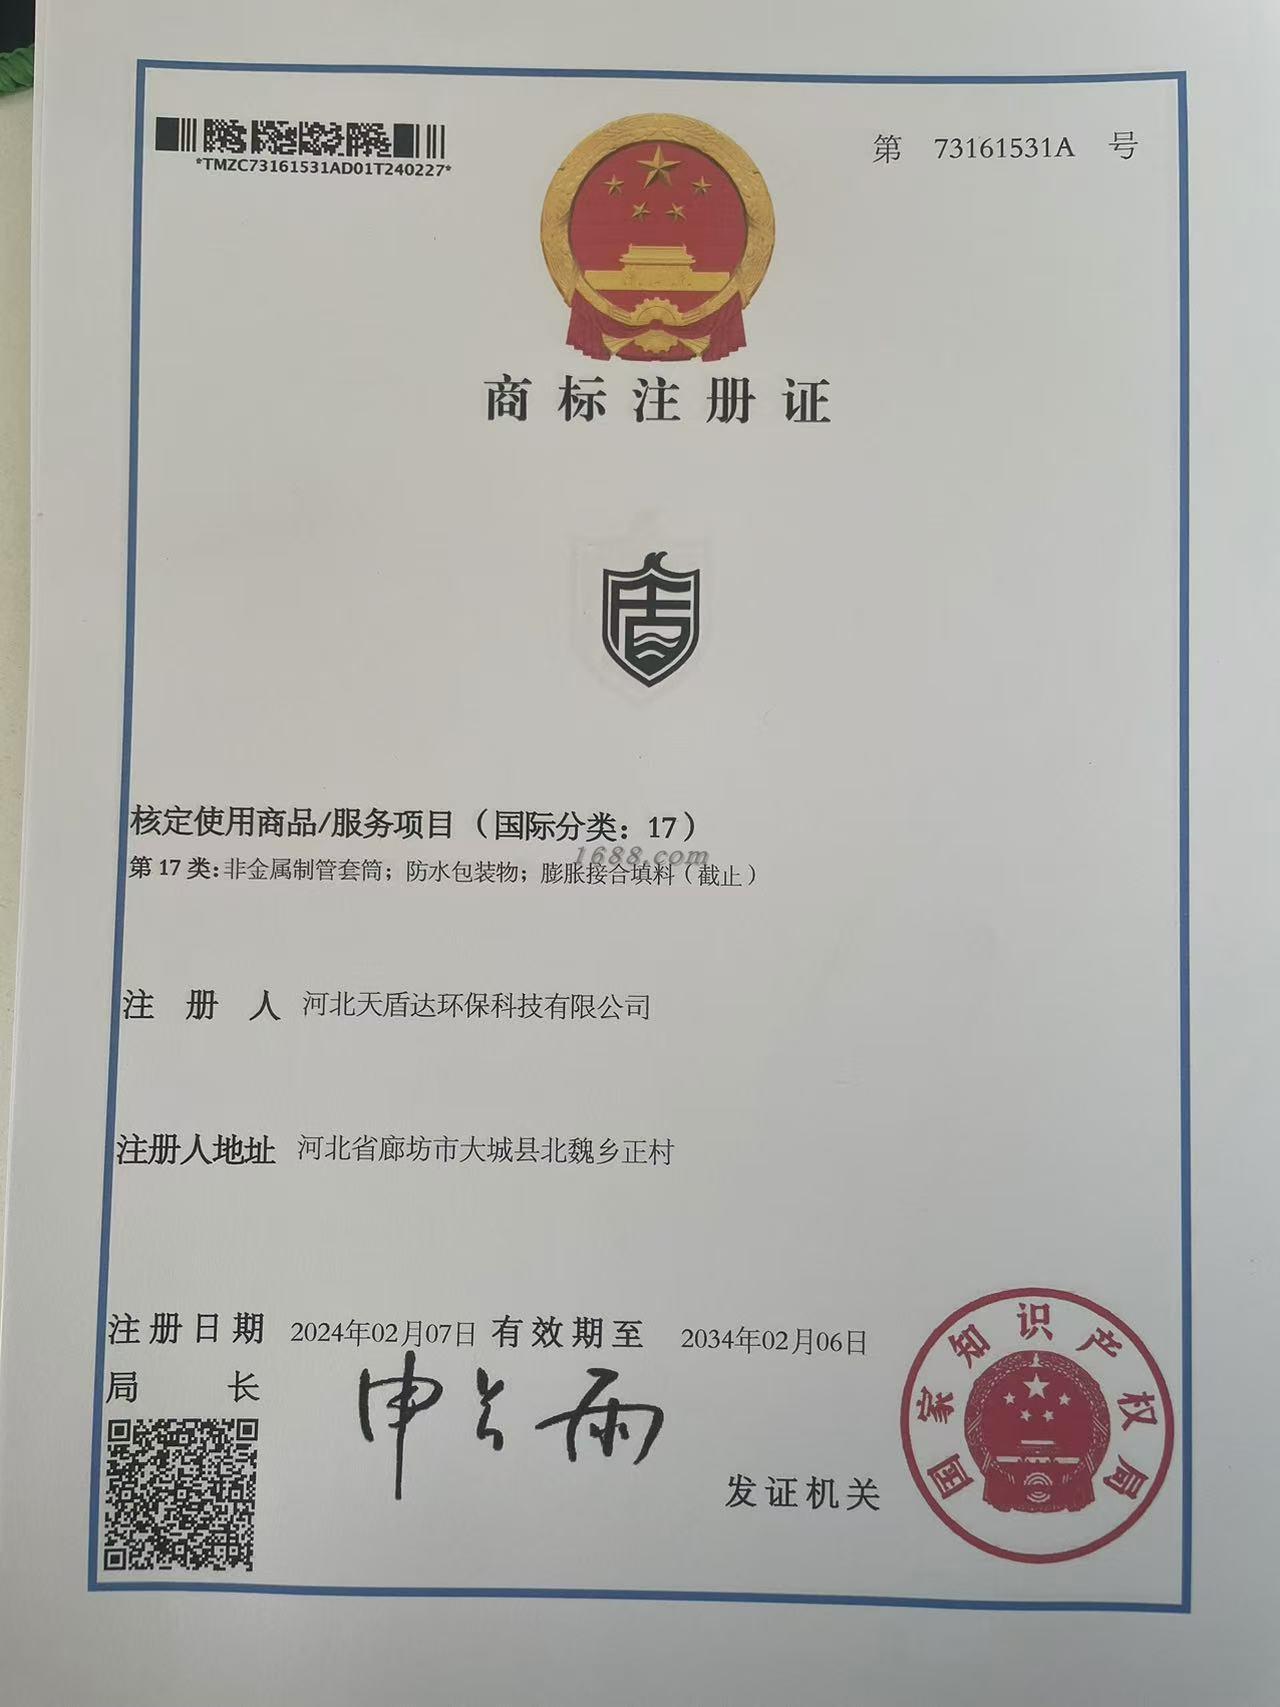 *TMZC73161531AD01T240227*
第 73161531A 号
商标注册证
盾
核定使用商品/服务项目（国际分类：17）
1688.com
第17类：非金属制管套筒；防水包装物；膨胀接合填料（截止）
注册人 河北天盾达环保科技有限公司
注册人地址 河北省廊坊市大城县北魏乡正村
注册日期 2024年02月07日 有效期至 2034年02月06日
局长 申长雨
发证机关
国家知识产权局